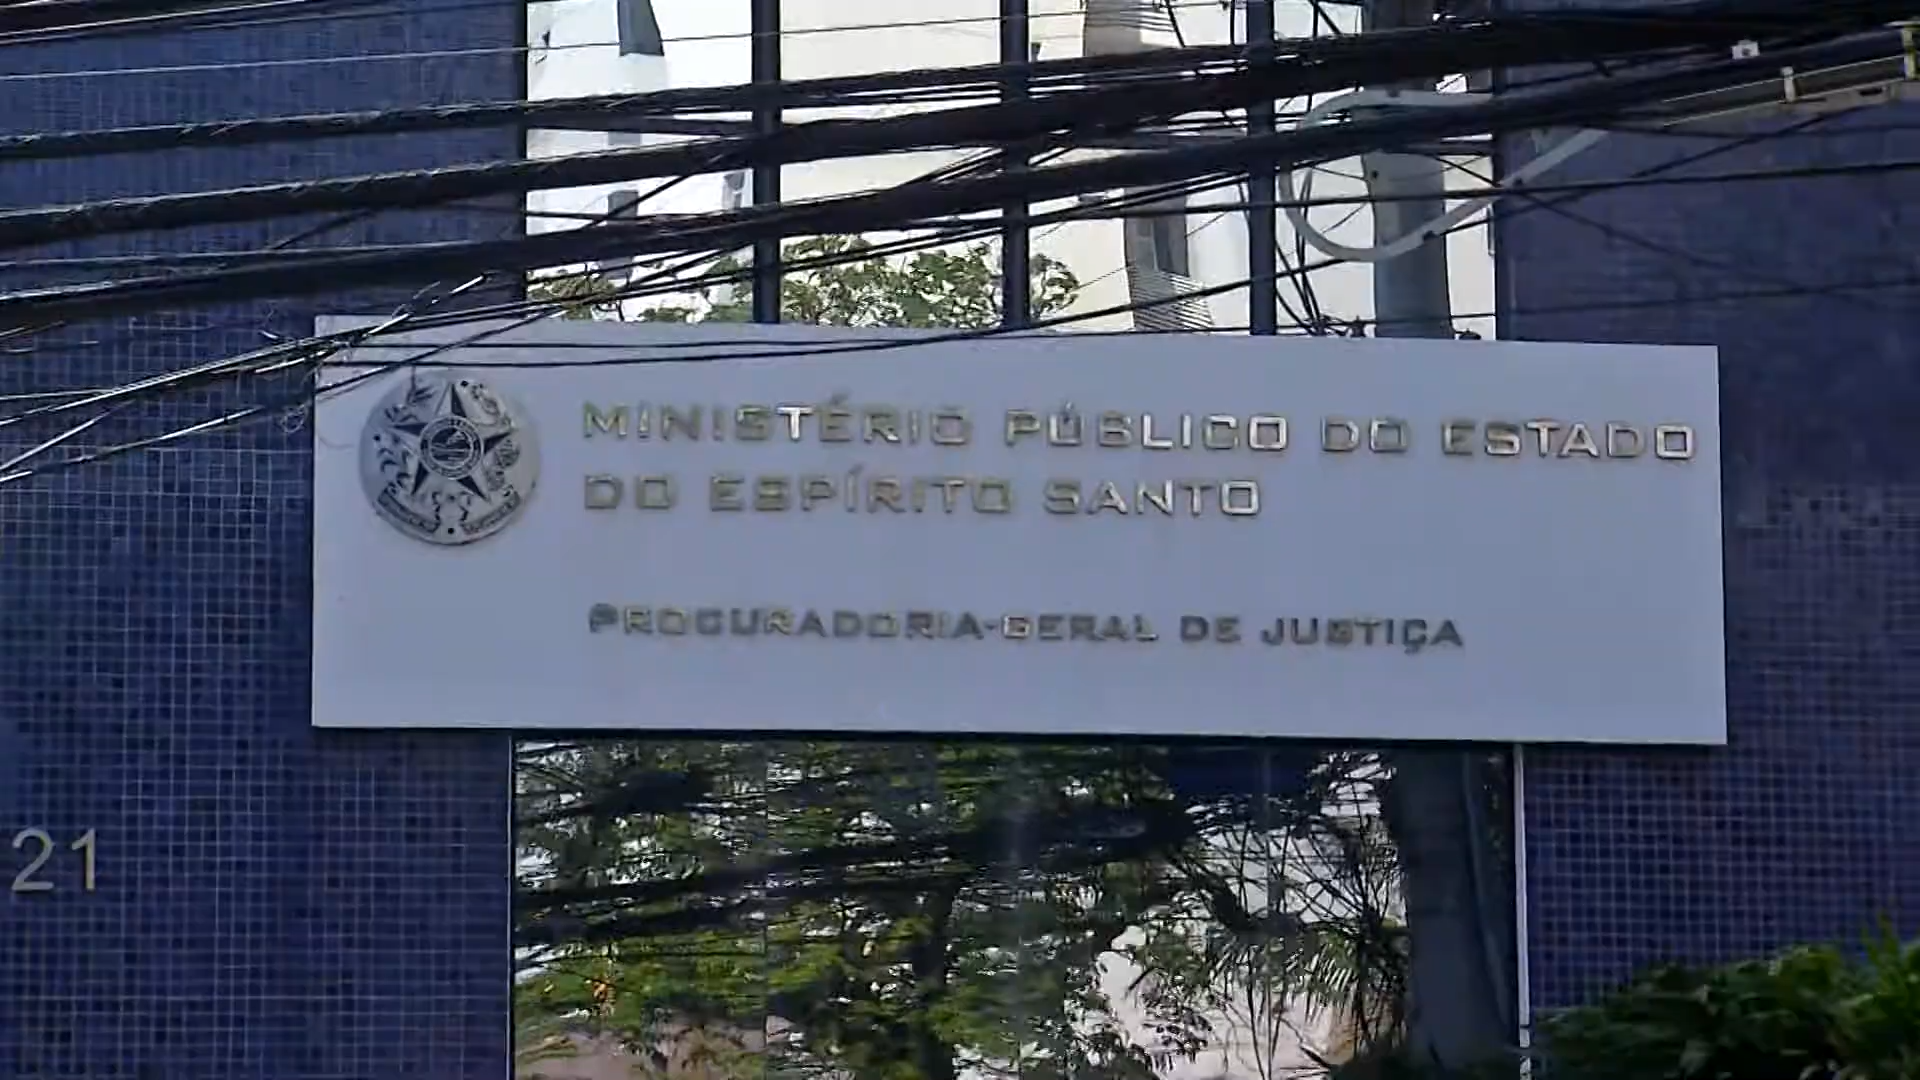 MINISTÉRIO PÚBLICO DO ESTADO
DO ESPÍRITO SANTO
PROCURADORIA-GERAL DE JUSTIÇA
21